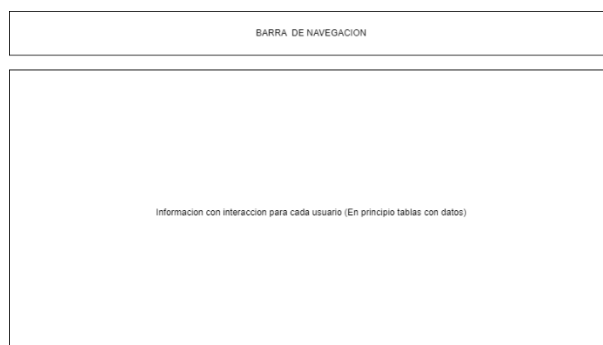 BARRA DE NAVEGACION
Informacion con interaccion para cada usuario (En principio tablas con datos)